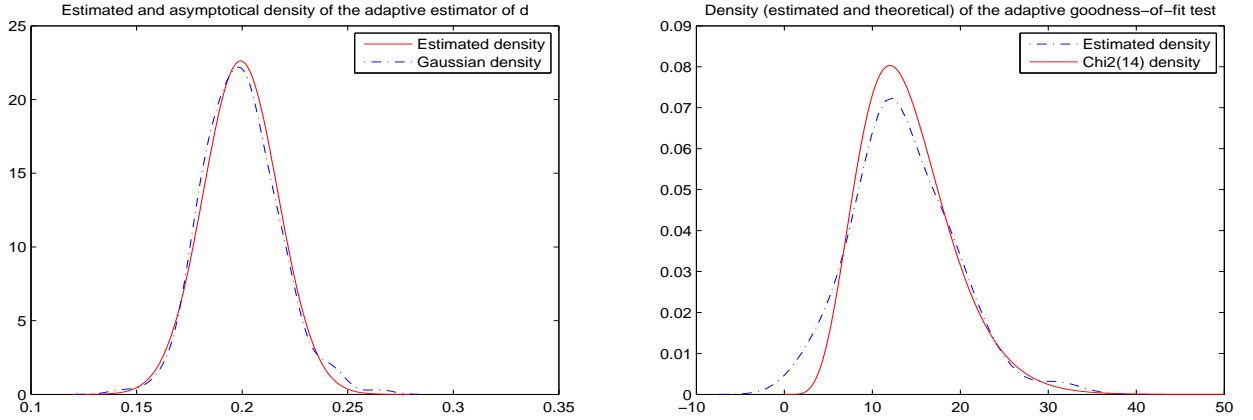 Estimated and asymptotical density of the adaptive estimator of d
25
20
15
10
5
0
0.1 0.15 0.2 0.25 0.3 0.35
Estimated density
Gaussian density
Density (estimated and theoretical) of the adaptive goodness−of−fit test
0.09
0.08
0.07
0.06
0.05
0.04
0.03
0.02
0.01
0
−10 0 10 20 30 40 50
Estimated density
Chi2(14) density